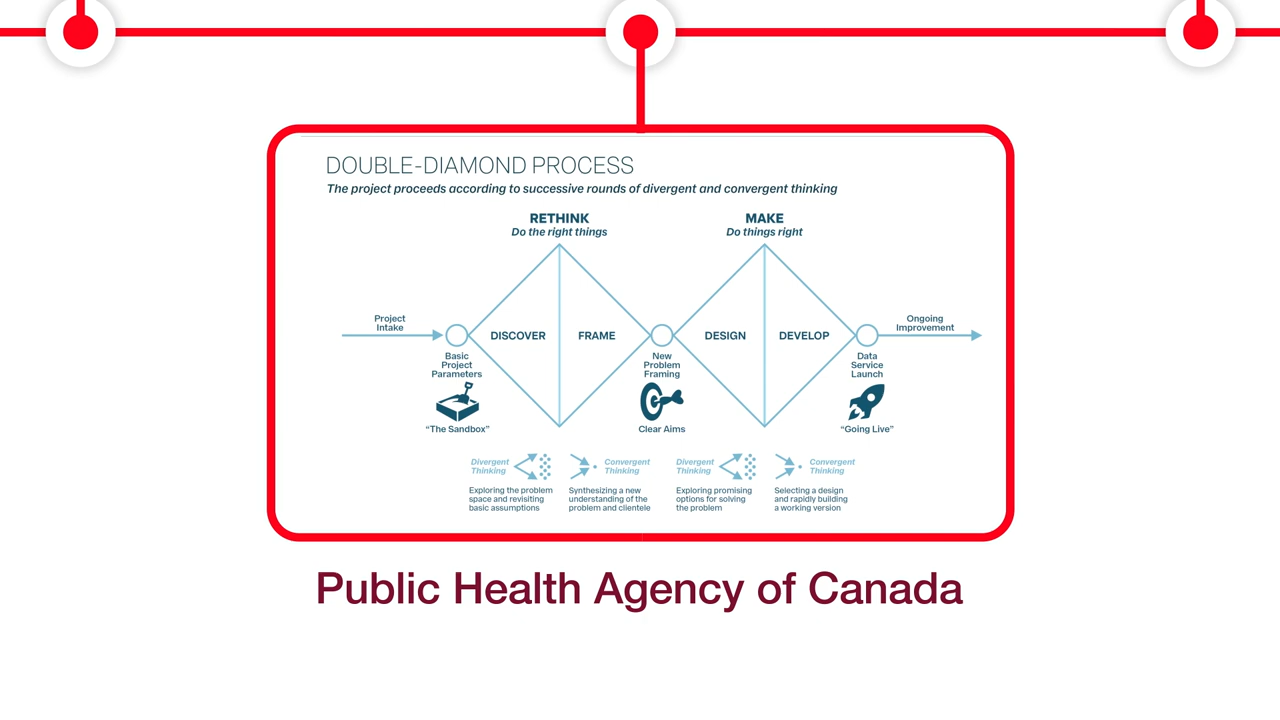 DOUBLE-DIAMOND PROCESS
The project proceeds according to successive rounds of divergent and convergent thinking
RETHINK
Do the right things
MAKE
Do things right
Project
Intake
DISCOVER
FRAME
DESIGN
DEVELOP
Ongoing
Improvement
Basic
Project
Parameters
"The Sandbox"
New
Problem
Framing
Clear Aims
Data
Service
Launch
"Going Live"
Divergent
Thinking
Convergent
Thinking
Divergent
Thinking
Convergent
Thinking
Exploring the problem
space and revisiting
basic assumptions
Synthesizing a new
understanding of the
problem and clientele
Exploring promising
options for solving
the problem
Selecting a design
and rapidly building
a working version
Public Health Agency of Canada